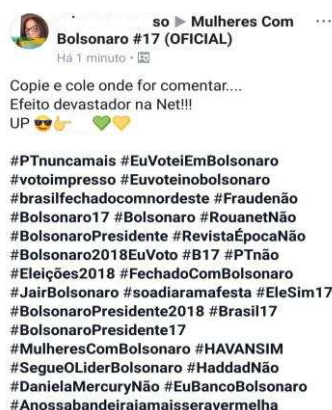 so ▶ Mulheres Com
Bolsonaro #17 (OFICIAL)
Há 1 minuto ·
Copie e cole onde for comentar....
Efeito devastador na Net!!!
UP 😎👉 💚💛
#PTnuncamais #EuVoteiEmBolsonaro
#votoimpresso #Euvoteinobolsonaro
#brasilfechadocomnordeste #Fraudenão
#Bolsonaro17 #Bolsonaro #RouanetNão
#BolsonaroPresidente #RevistaÉpocaNão
#Bolsonaro2018EuVoto #B17 #PTnão
#Eleições2018 #FechadoComBolsonaro
#JairBolsonaro #soadiaramafesta #EleSim17
#BolsonaroPresidente2018 #Brasil17
#BolsonaroPresidente17
#MulheresComBolsonaro #HAVANSIM
#SegueOLiderBolsonaro #HaddadNão
#DanielaMercuryNão #EuBancoBolsonaro
#Anossabandeirajamaisseravermelha